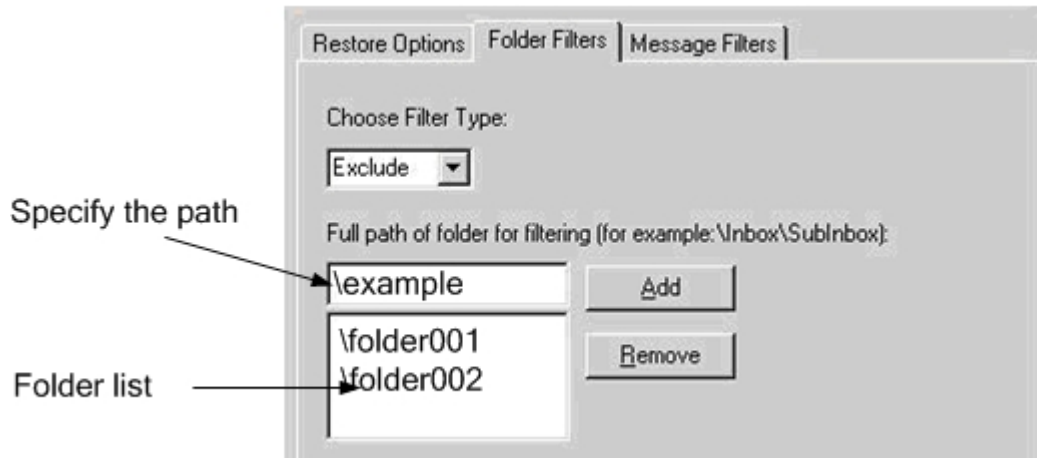 Restore Options Folder Filters Message Filters
Choose Filter Type:
Exclude
Specify the path
Full path of folder for filtering (for example:\Inbox\SubInbox):
\example
Add
\folder001
Remove
\folder002
Folder list